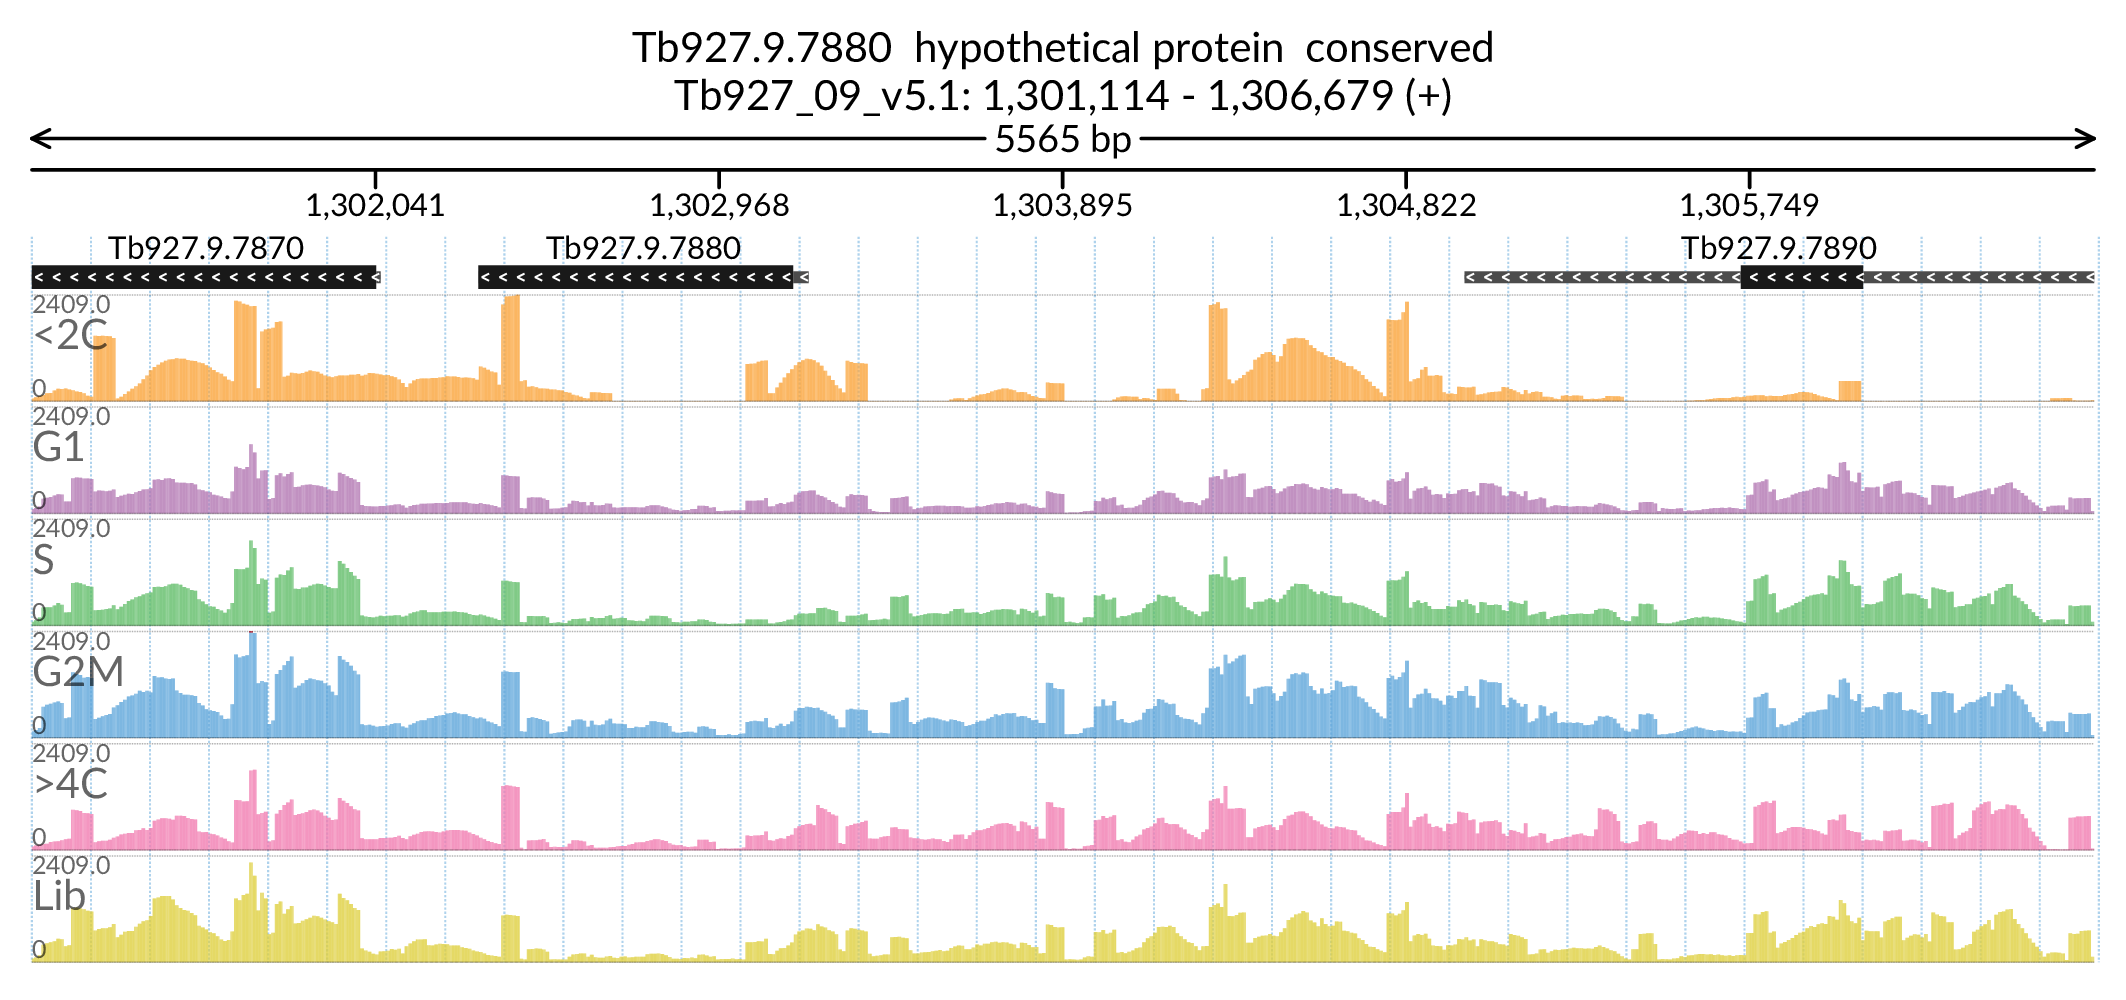 Tb927.9.7880  hypothetical protein  conserved
Tb927_09_v5.1: 1,301,114 - 1,306,679 (+)
5565 bp
1,302,041 1,302,968 1,303,895 1,304,822 1,305,749
Tb927.9.7870 Tb927.9.7880 Tb927.9.7890
2409.0
<2C
0
2409.0
G1
0
2409.0
S
0
2409.0
G2M
0
2409.0
>4C
0
2409.0
Lib
0